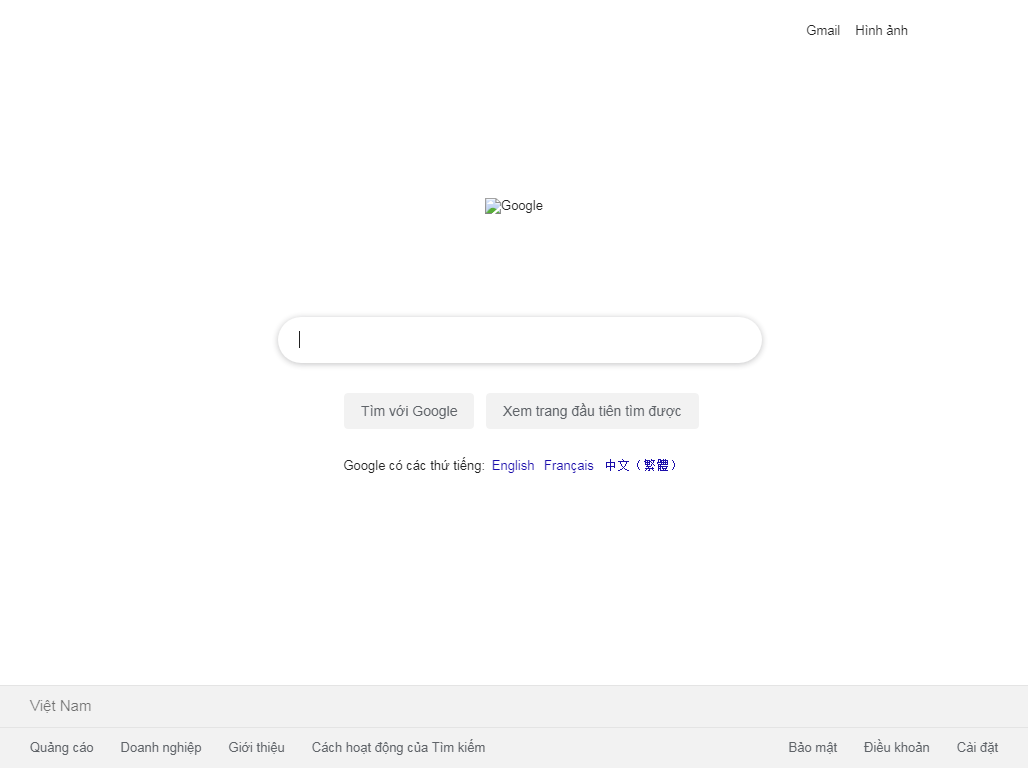 Gmail Hình ảnh
Google
Tìm với Google Xem trang đầu tiên tìm được
Google có các thứ tiếng: English Français 中文（繁體）
Việt Nam
Quảng cáo Doanh nghiệp Giới thiệu Cách hoạt động của Tìm kiếm Bảo mật Điều khoản Cài đặt